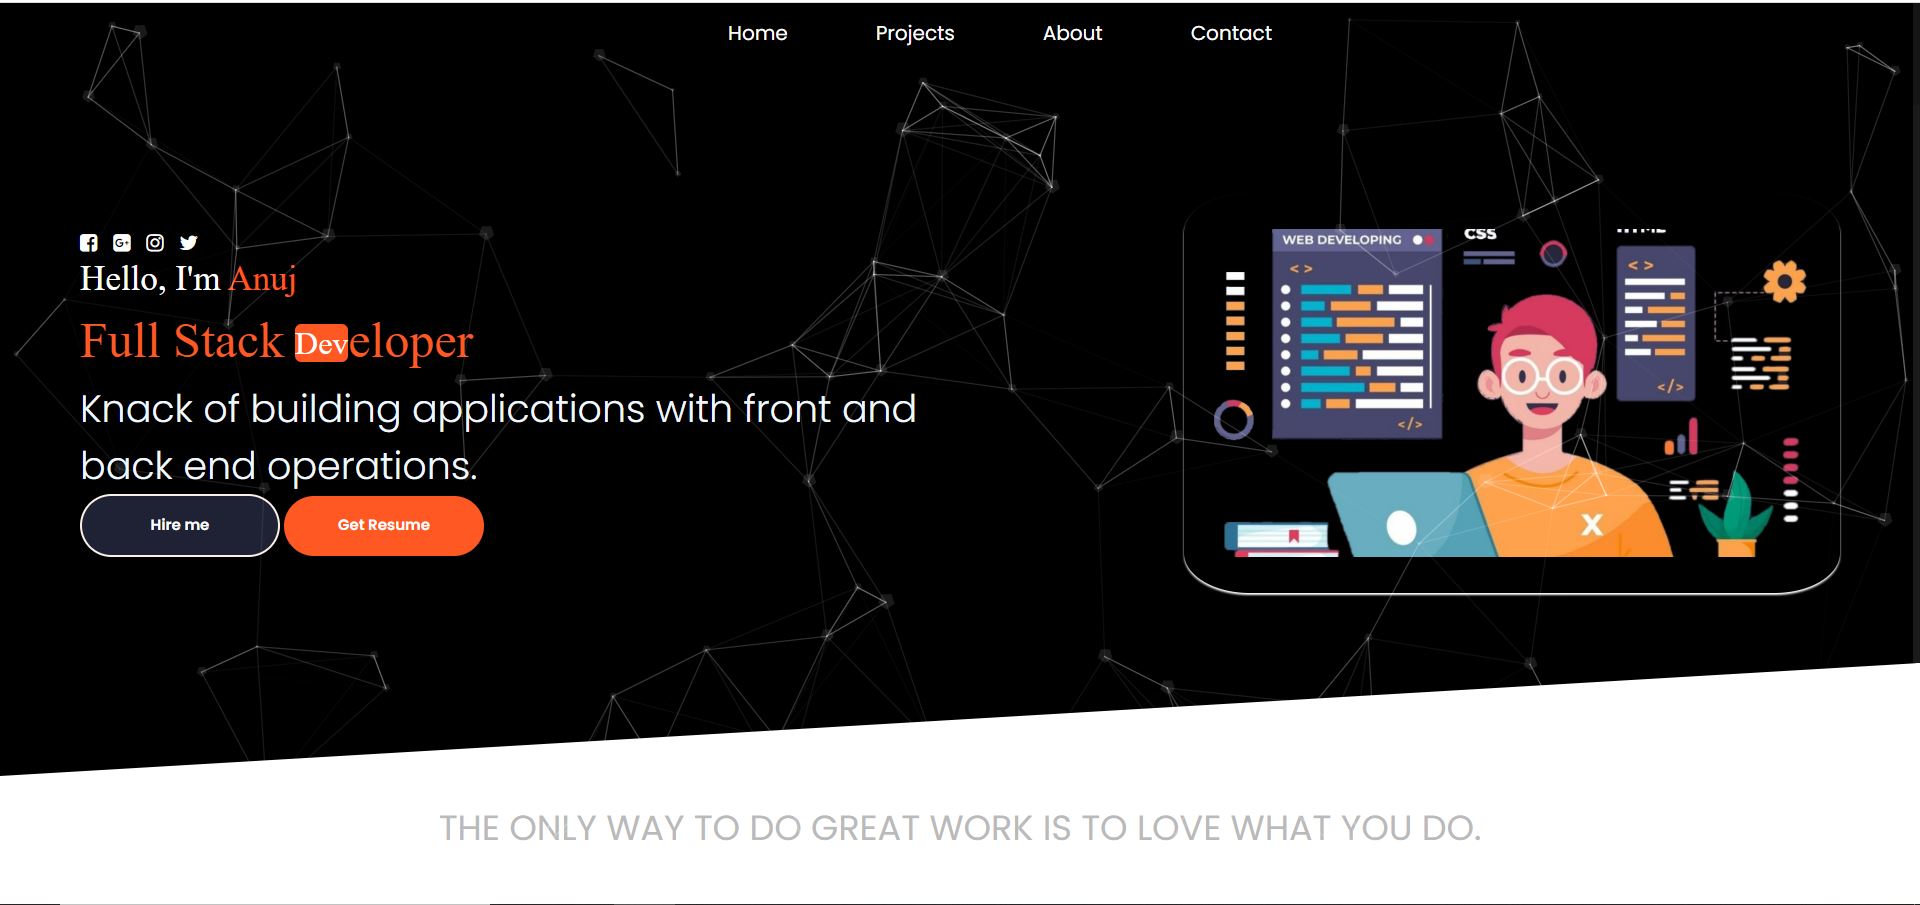 Home Projects About Contact
Hello, I'm Anuj
Full Stack Developer
Knack of building applications with front and
back end operations.
Hire me Get Resume
WEB DEVELOPING
CSS
< >
< >
</>
</>
X
THE ONLY WAY TO DO GREAT WORK IS TO LOVE WHAT YOU DO.